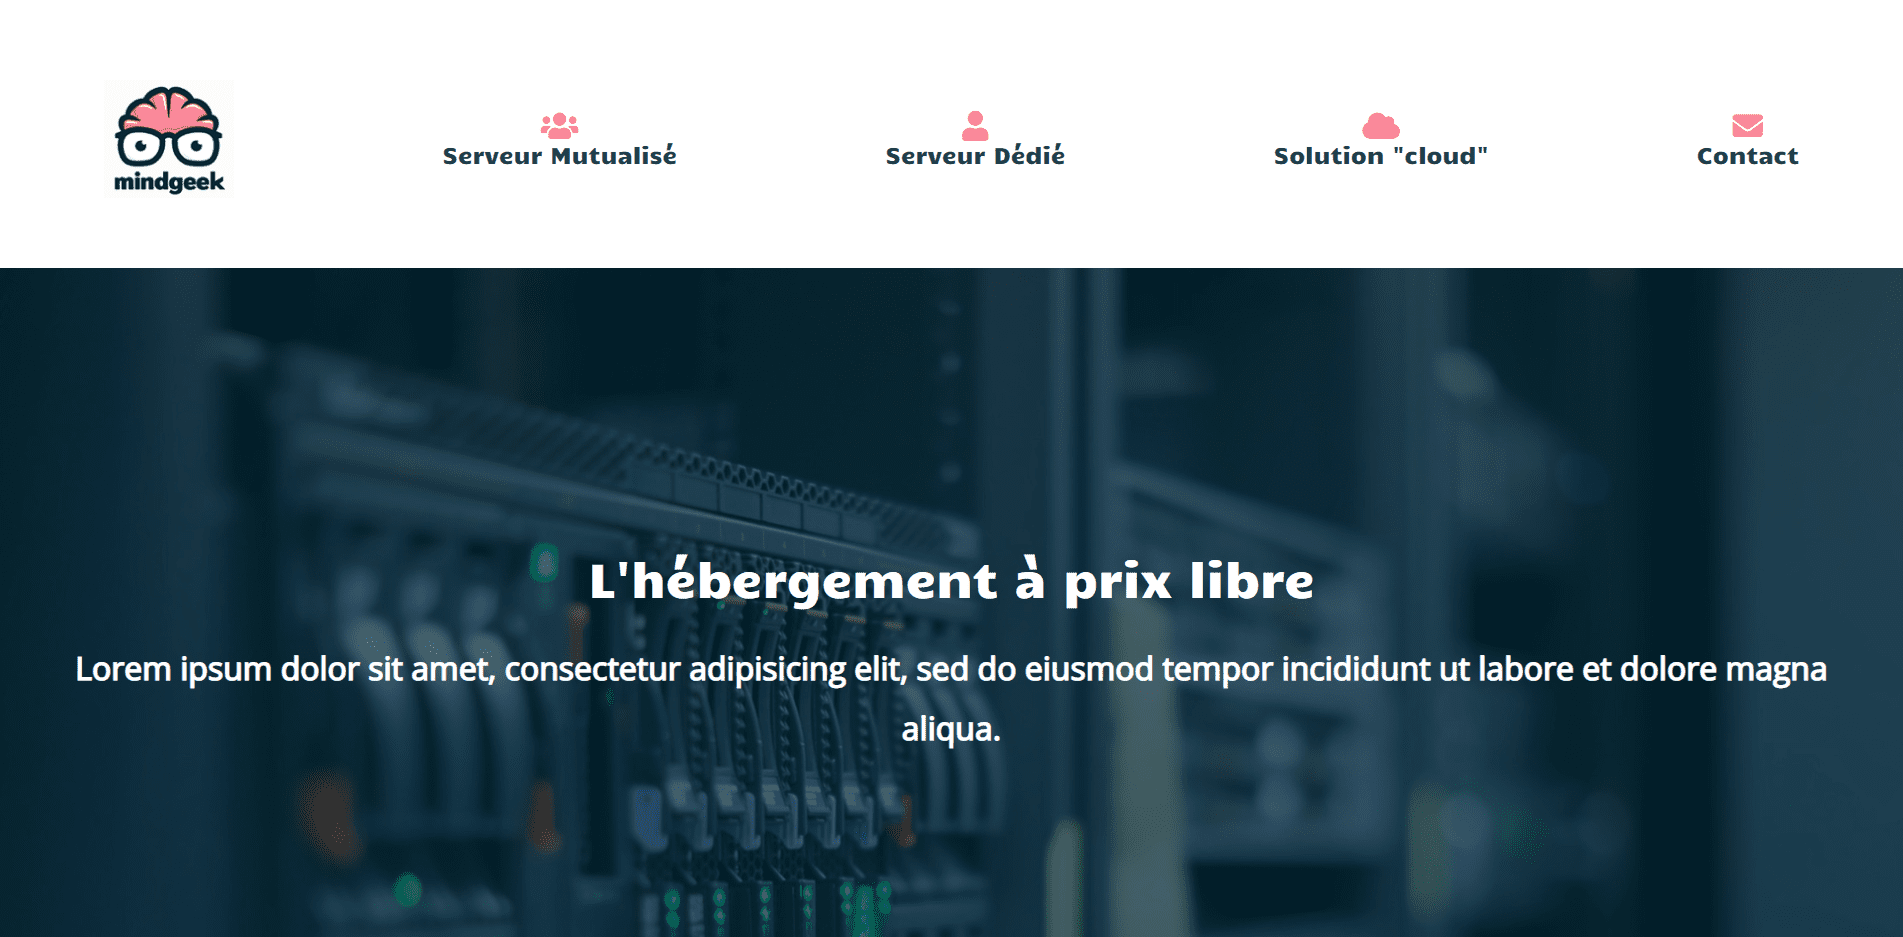 mindgeek
Serveur Mutualisé
Serveur Dédié
Solution "cloud"
Contact
L'hébergement à prix libre
Lorem ipsum dolor sit amet, consectetur adipisicing elit, sed do eiusmod tempor incididunt ut labore et dolore magna
aliqua.